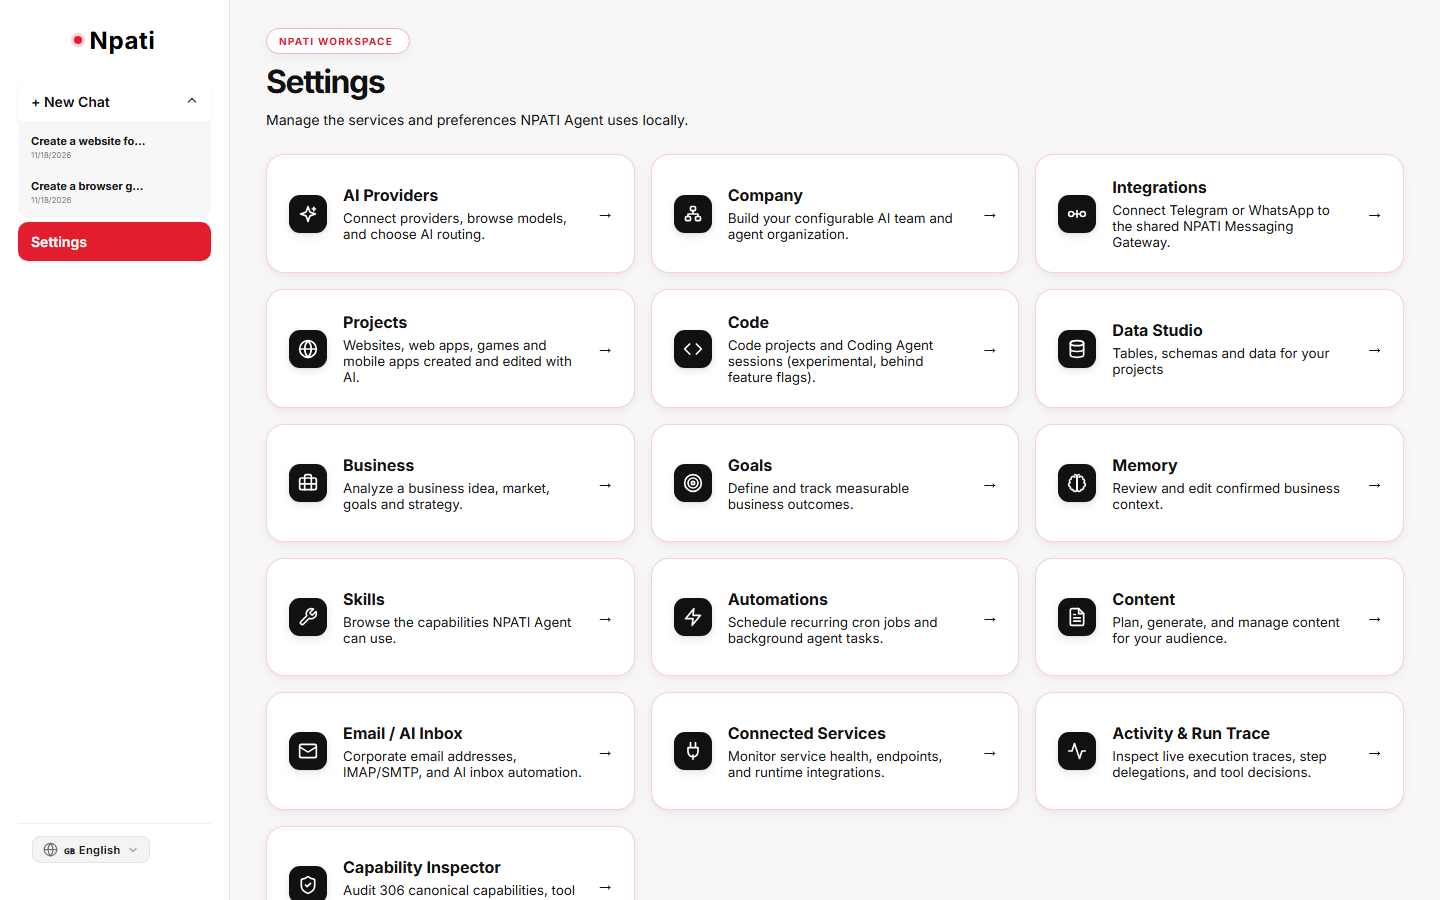 Npati
+ New Chat
Create a website fo...
11/18/2026
Create a browser g...
11/18/2026
Settings
GB English
NPATI WORKSPACE
Settings
Manage the services and preferences NPATI Agent uses locally.
AI Providers
Connect providers, browse models,
and choose AI routing.
→
Company
Build your configurable AI team and
agent organization.
→
Integrations
Connect Telegram or WhatsApp to
the shared NPATI Messaging
Gateway.
→
Projects
Websites, web apps, games and
mobile apps created and edited with
AI.
→
Code
Code projects and Coding Agent
sessions (experimental, behind
feature flags).
→
Data Studio
Tables, schemas and data for your
projects
→
Business
Analyze a business idea, market,
goals and strategy.
→
Goals
Define and track measurable
business outcomes.
→
Memory
Review and edit confirmed business
context.
→
Skills
Browse the capabilities NPATI Agent
can use.
→
Automations
Schedule recurring cron jobs and
background agent tasks.
→
Content
Plan, generate, and manage content
for your audience.
→
Email / AI Inbox
Corporate email addresses,
IMAP/SMTP, and AI inbox automation.
→
Connected Services
Monitor service health, endpoints,
and runtime integrations.
→
Activity & Run Trace
Inspect live execution traces, step
delegations, and tool decisions.
→
Capability Inspector
Audit 306 canonical capabilities, tool
→